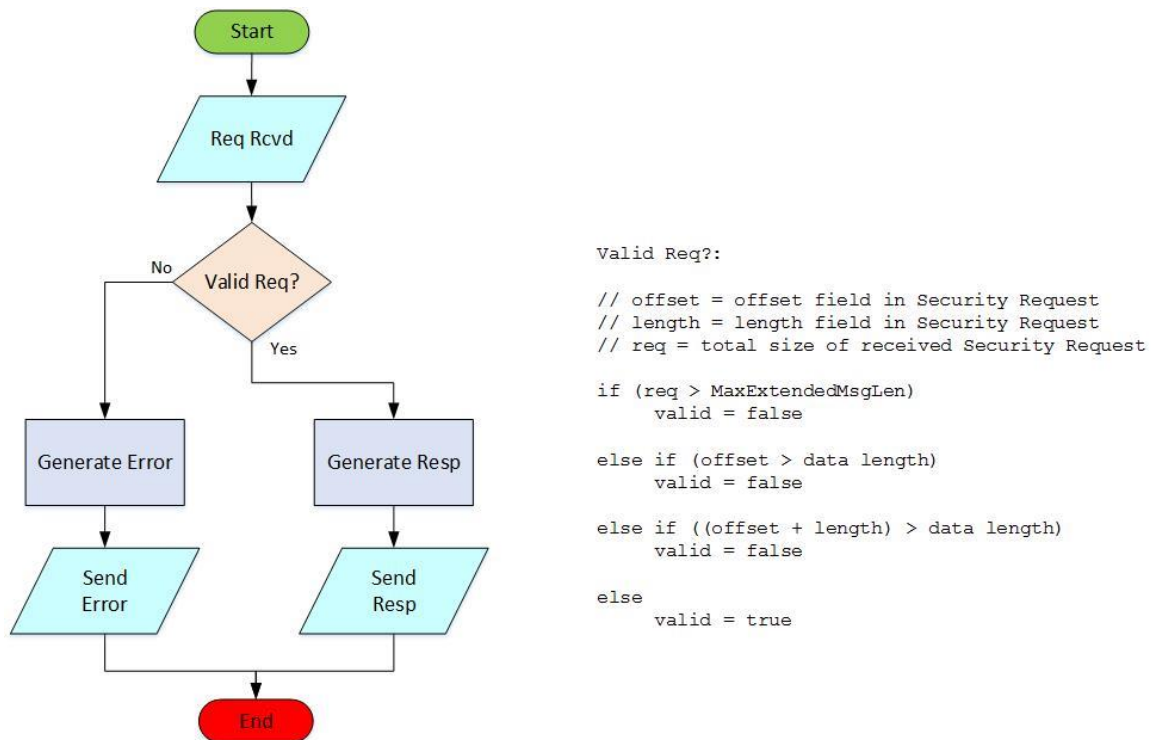 Start
Req Rcvd
Valid Req?
No
Yes
Generate Error
Generate Resp
Send
Error
Send
Resp
End
Valid Req?:
// offset = offset field in Security Request
// length = length field in Security Request
// req = total size of received Security Request
if (req > MaxExtendedMsgLen)
valid = false
else if (offset > data length)
valid = false
else if ((offset + length) > data length)
valid = false
else
valid = true